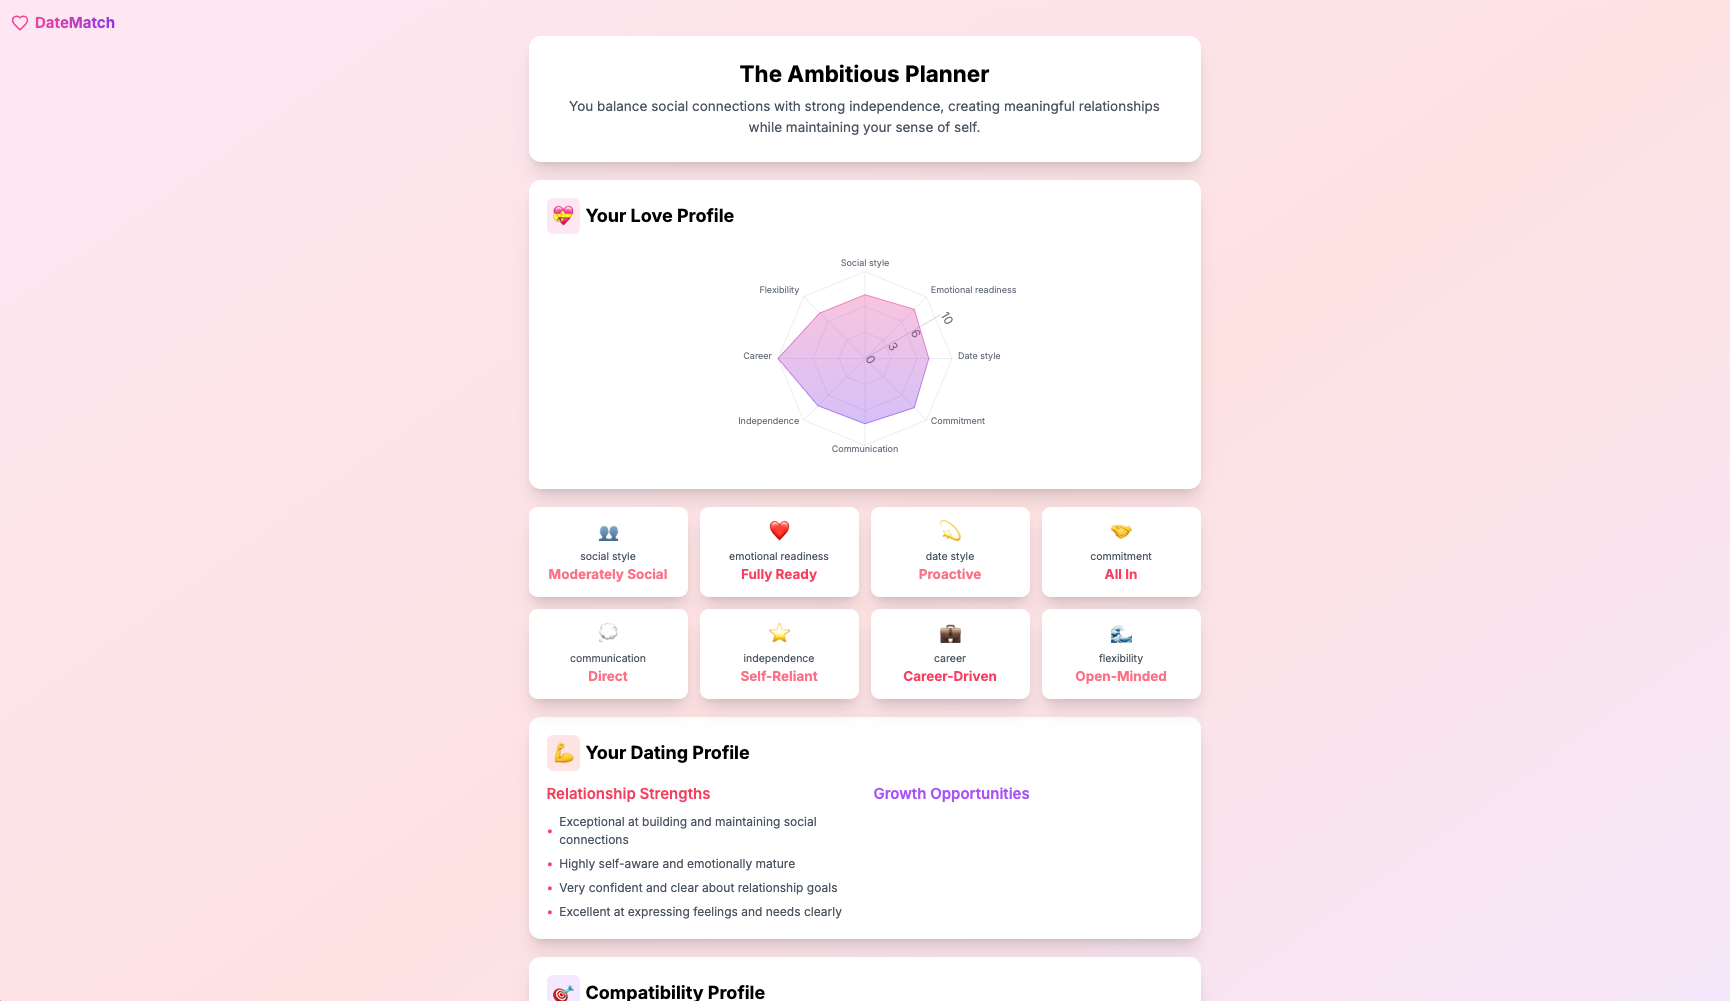 DateMatch
The Ambitious Planner
You balance social connections with strong independence, creating meaningful relationships
while maintaining your sense of self.
Your Love Profile
Social style
Flexibility
Emotional readiness
10
6
3
0
Career
Date style
Independence
Commitment
Communication
social style
Moderately Social
emotional readiness
Fully Ready
date style
Proactive
commitment
All In
communication
Direct
independence
Self-Reliant
career
Career-Driven
flexibility
Open-Minded
Your Dating Profile
Relationship Strengths
Exceptional at building and maintaining social
connections
Highly self-aware and emotionally mature
Very confident and clear about relationship goals
Excellent at expressing feelings and needs clearly
Growth Opportunities
Compatibility Profile